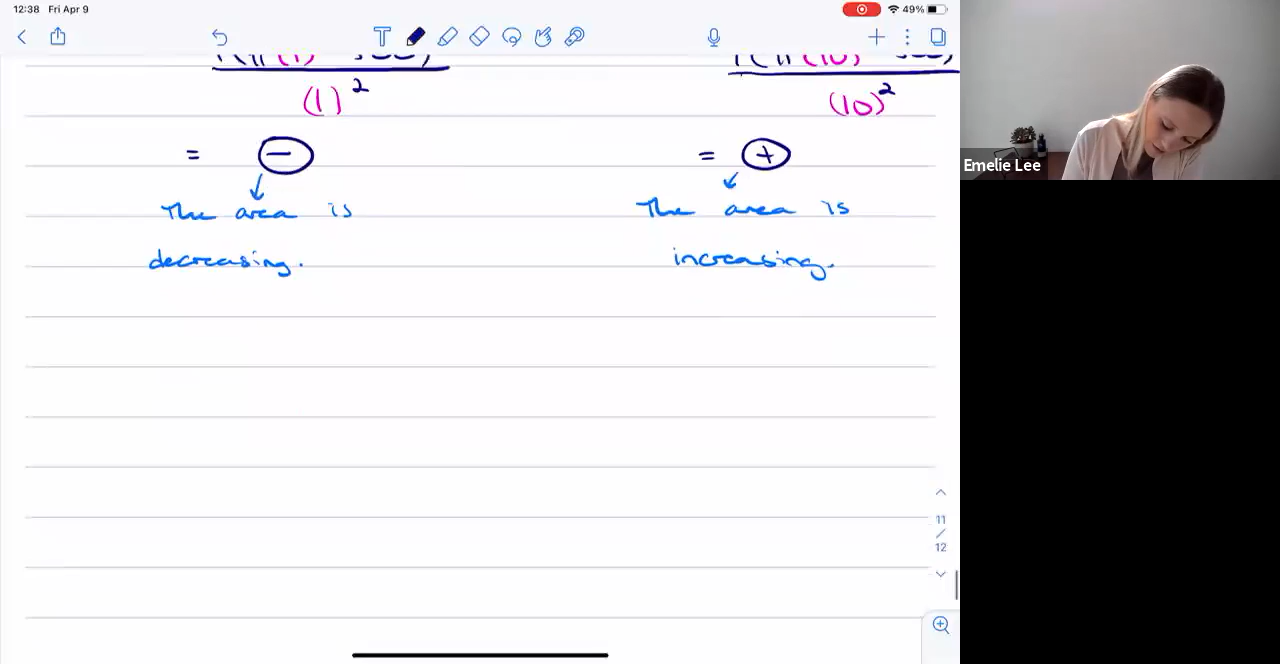 12:38 Fri Apr 9
49%
T
(1)²
(10)²
= −
= +
The area is
decreasing.
The area is
increasing.
11
/
12
Emelie Lee